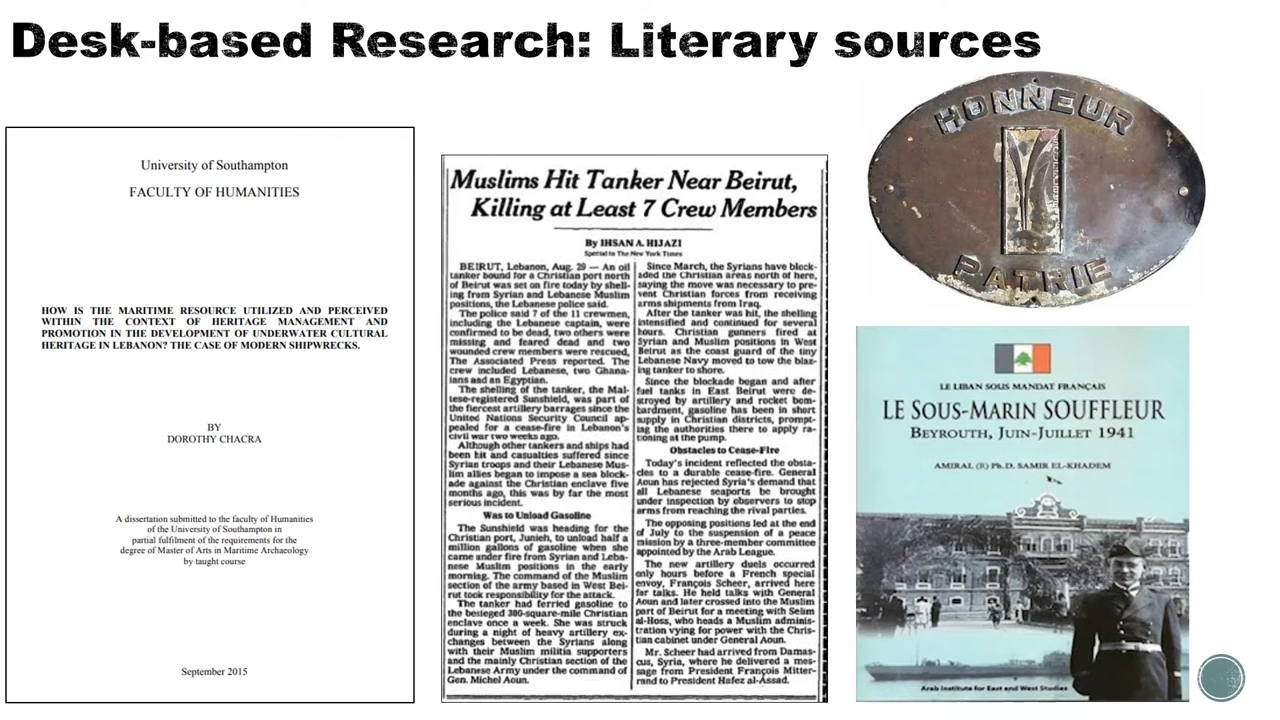 Desk-based Research: Literary sources
University of Southampton
FACULTY OF HUMANITIES
HOW IS THE MARITIME RESOURCE UTILIZED AND PERCEIVED
WITHIN THE CONTEXT OF HERITAGE MANAGEMENT AND
PROMOTION IN THE DEVELOPMENT OF UNDERWATER CULTURAL
HERITAGE IN LEBANON? THE CASE OF MODERN SHIPWRECKS.
BY
DOROTHY CHACRA
A dissertation submitted to the faculty of Humanities
of the University of Southampton in
partial fulfilment of the requirements for the
degree of Master of Arts in Maritime Archaeology
by taught course
September 2015
Muslims Hit Tanker Near Beirut,
Killing at Least 7 Crew Members
By IHSAN A. HIJAZI
Special to The New York Times
BEIRUT, Lebanon, Aug. 29 — An oil
tanker bound for a Christian port north
of Beirut was set on fire today by shell-
ing from Syrian and Lebanese Muslim
positions, the Lebanese police said.
The police said 7 of the 11 crewmen,
including the Lebanese captain, were
confirmed to be dead, two others were
missing and feared dead and two
wounded crew members were rescued,
The Associated Press reported. The
crew included Lebanese, two Ghana-
ians and an Egyptian.
The shelling of the tanker, the Mal-
tese-registered Sunshield, was part of
the fiercest artillery barrages since the
United Nations Security Council ap-
pealed for a cease-fire in Lebanon's
civil war two weeks ago.
Although other tankers and ships had
been hit and casualties suffered since
Syrian troops and their Lebanese Mus-
lim allies began to impose a sea block-
ade against the Christian enclave five
months ago, this was by far the most
serious incident.
Was to Unload Gasoline
The Sunshield was heading for the
Christian port, Junieh, to unload half a
million gallons of gasoline when she
came under fire from Syrian and Leba-
nese Muslim positions in the early
morning. The command of the Muslim
section of the army based in West Bei-
rut took responsibility for the attack.
The tanker had ferried gasoline to
the besieged 300-square-mile Christian
enclave once a week. She was struck
during a night of heavy artillery ex-
changes between the Syrians along
with their Muslim militia supporters
and the mainly Christian section of the
Lebanese Army under the command of
Gen. Michel Aoun.
Since March, the Syrians have block-
aded the Christian areas north of here,
saying the move was necessary to pre-
vent Christian forces from receiving
arms shipments from Iraq.
After the tanker was hit, the shelling
intensified and continued for several
hours. Christian gunners fired at
Syrian and Muslim positions in West
Beirut as the coast guard of the tiny
Lebanese Navy moved to tow the blaz-
ing tanker to shore.
Since the blockade began and after
fuel tanks in East Beirut were de-
stroyed by artillery and rocket bom-
bardment, gasoline has been in short
supply in Christian districts, prompt-
ing the authorities there to apply ra-
tioning at the pump.
Obstacles to Cease-Fire
Today's incident reflected the obsta-
cles to a durable cease-fire. General
Aoun has rejected Syria's demand that
all Lebanese seaports be brought
under inspection by observers to stop
arms from reaching the rival parties.
The opposing positions led at the end
of July to the suspension of a peace
mission by a three-member committee
appointed by the Arab League.
The new artillery duels occurred
only hours before a French special
envoy, François Scheer, arrived here
for talks. He held talks with General
Aoun and later crossed into the Muslim
part of Beirut for a meeting with Selim
al-Hoss, who heads a Muslim adminis-
tration vying for power with the Chris-
tian cabinet under General Aoun.
Mr. Scheer had arrived from Damas-
cus, Syria, where he delivered a mes-
sage from President François Mitter-
rand to President Hafez al-Assad.
HONNEUR
PATRIE
LE LIBAN SOUS MANDAT FRANÇAIS
LE SOUS-MARIN SOUFFLEUR
BEYROUTH, JUIN-JUILLET 1941
AMIRAL (R) Ph.D. SAMIR EL-KHADEM
Arab Institute for East and West Studies